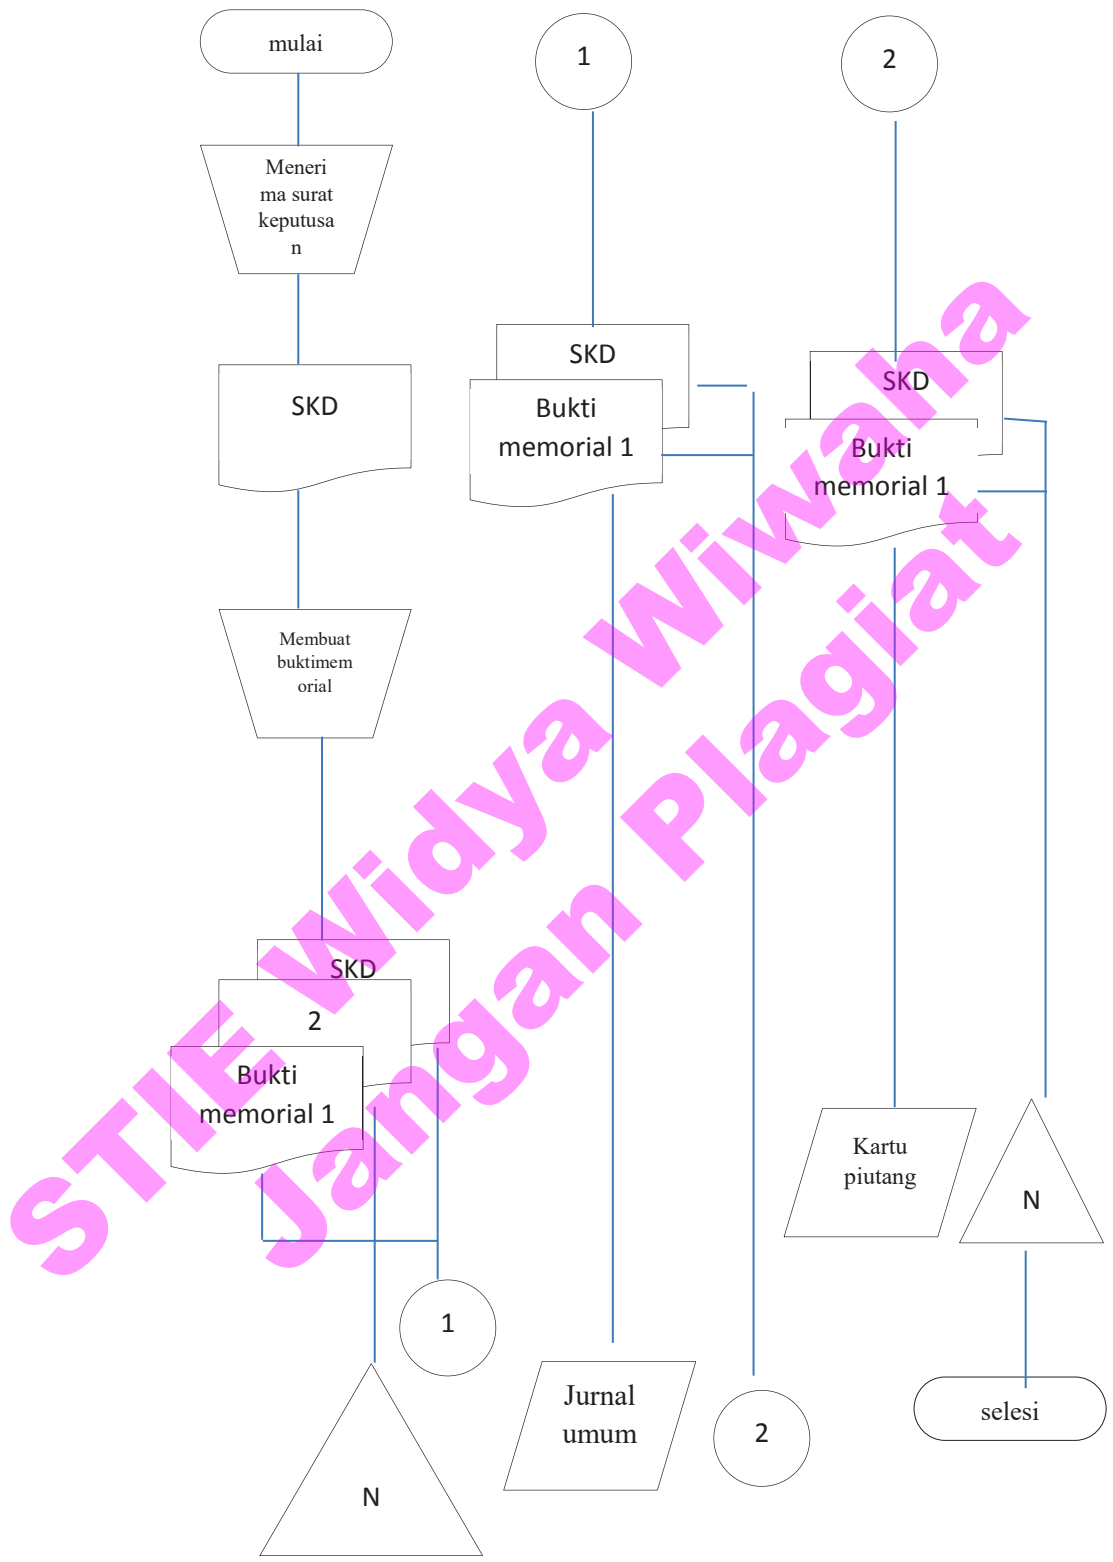 mulai
Meneri
ma surat
keputusa
n
SKD
Membuat
buktimem
orial
SKD
2
Bukti
memorial 1
1
N
1
SKD
Bukti
memorial 1
Jurnal
umum
2
2
SKD
Bukti
memorial 1
Kartu
piutang
N
selesi
STIE Widya Wiwaha
Jangan Plagiat